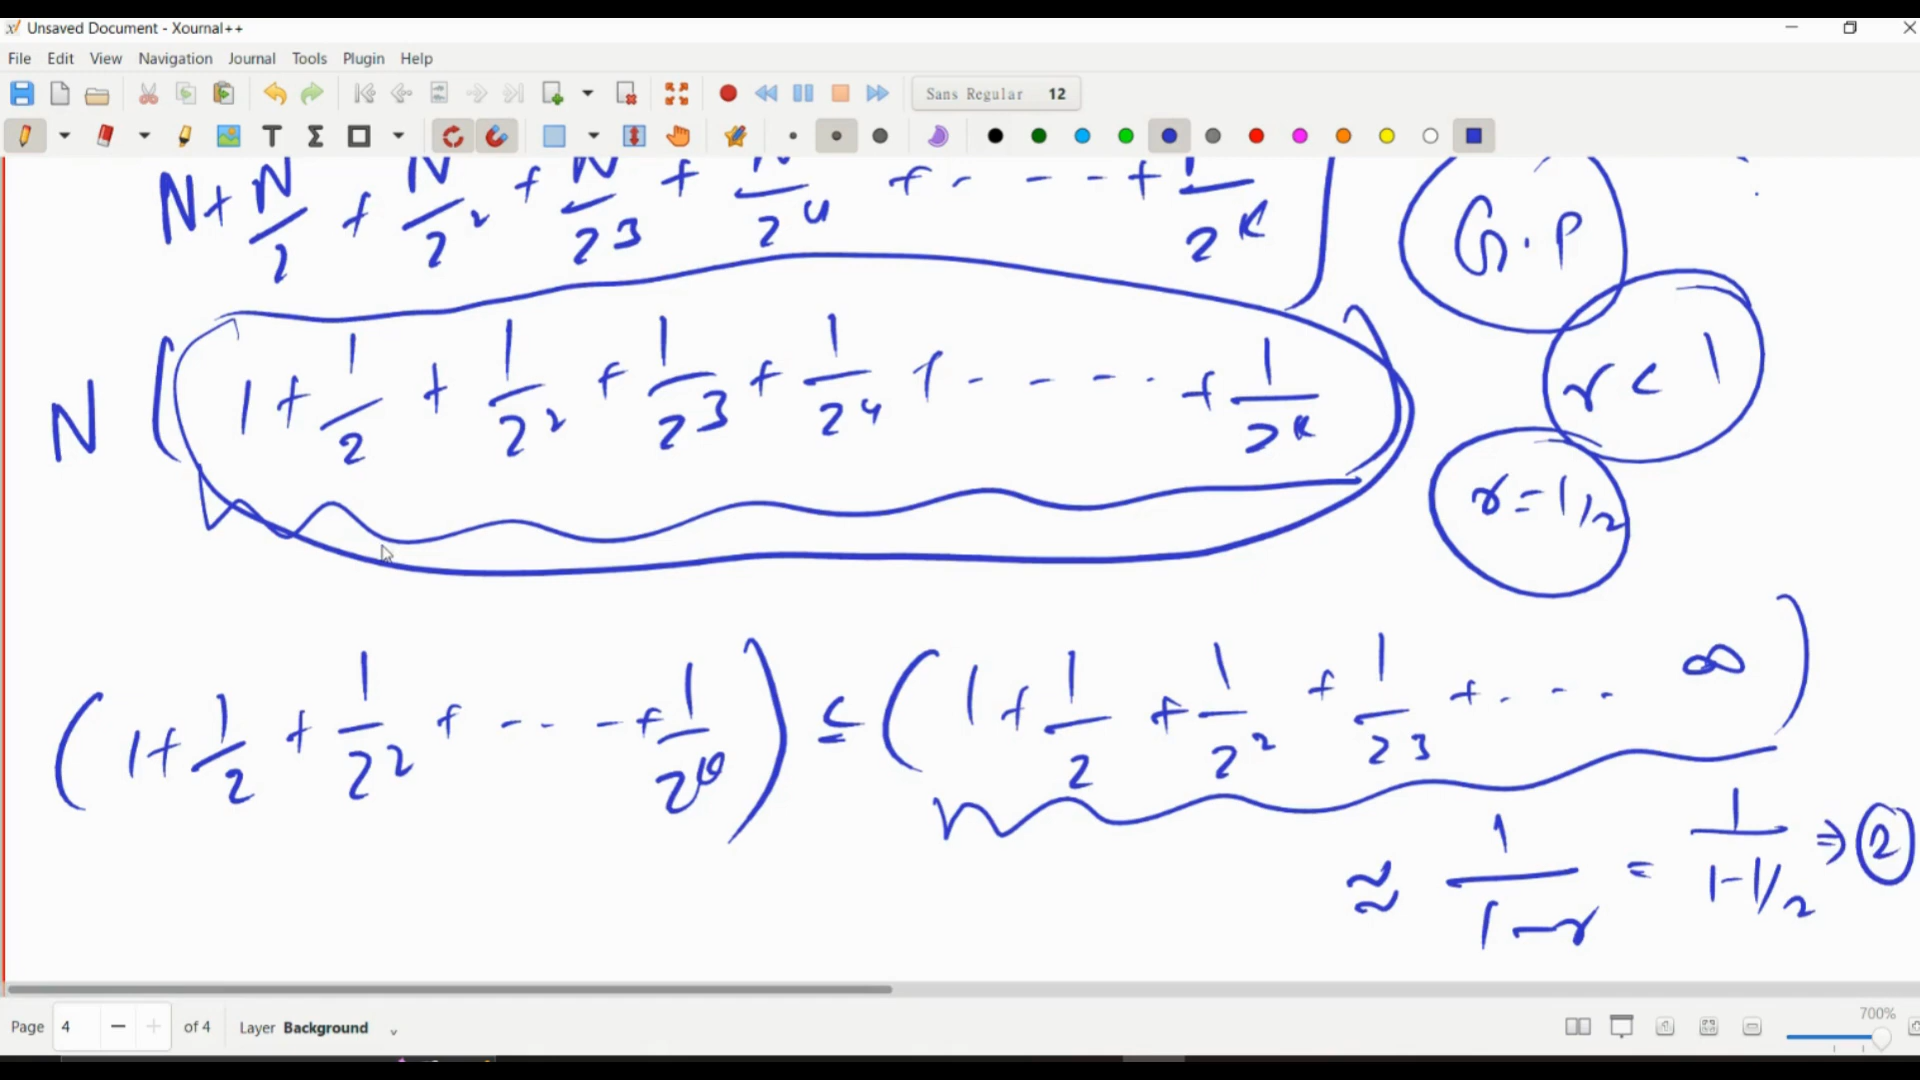 Unsaved Document - Xournal++
File Edit View Navigation Journal Tools Plugin Help
Sans Regular 12
N + N/2 + N/2² + N/2³ + N/2⁴ + - - - + 1/2^K
G.P
N ( 1 + 1/2 + 1/2² + 1/2³ + 1/2⁴ + - - - - + 1/2^K )
r < 1
r = 1/2
( 1 + 1/2 + 1/2² + - - - + 1/2^k ) ≤ ( 1 + 1/2 + 1/2² + 1/2³ + - - - ∞ )
≈ 1/(1-r) = 1/(1-1/2) ⇒ 2
Page 4 of 4 Layer Background 700%